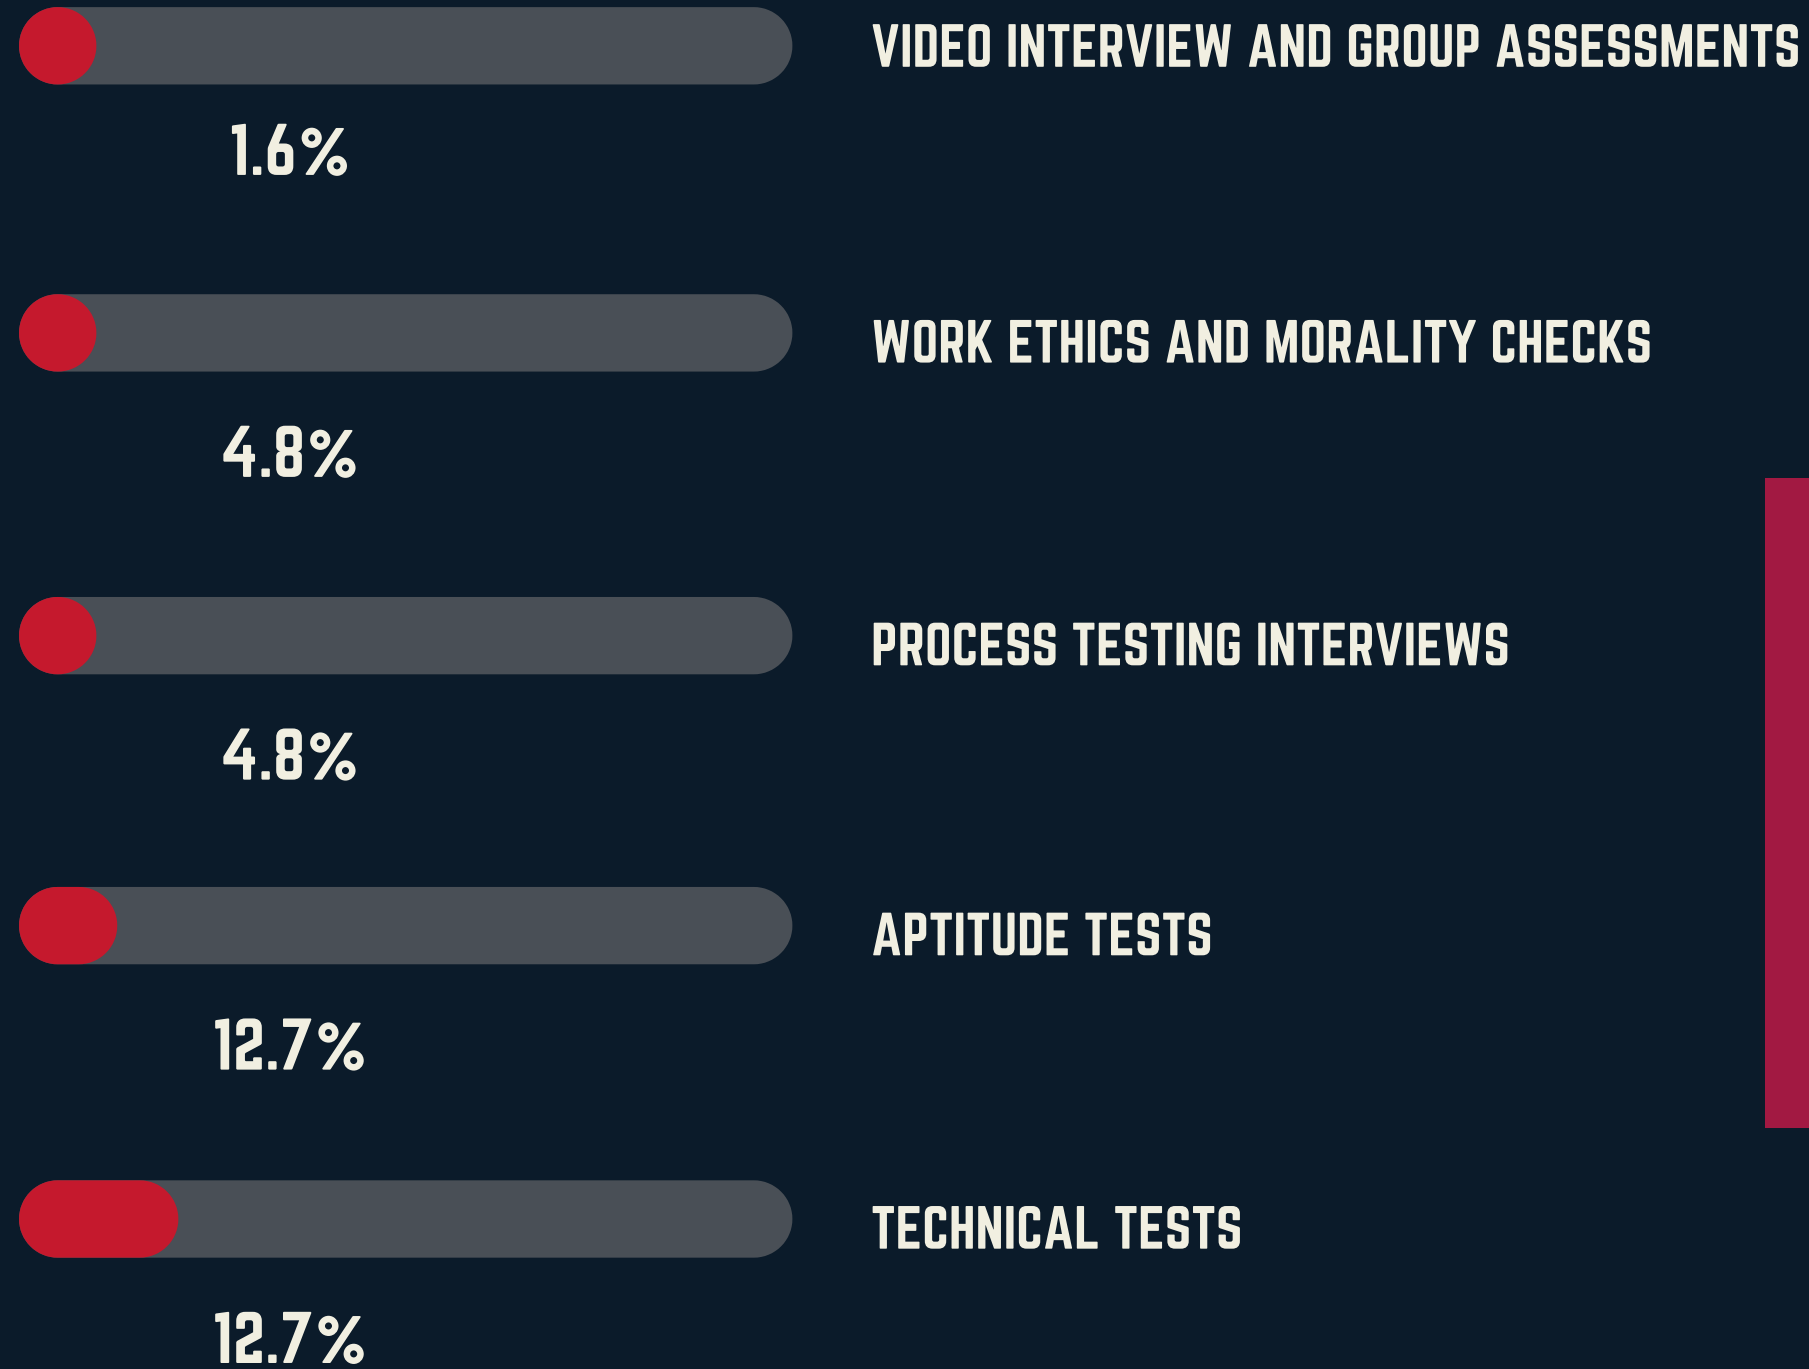 VIDEO INTERVIEW AND GROUP ASSESSMENTS
1.6%
WORK ETHICS AND MORALITY CHECKS
4.8%
PROCESS TESTING INTERVIEWS
4.8%
APTITUDE TESTS
12.7%
TECHNICAL TESTS
12.7%